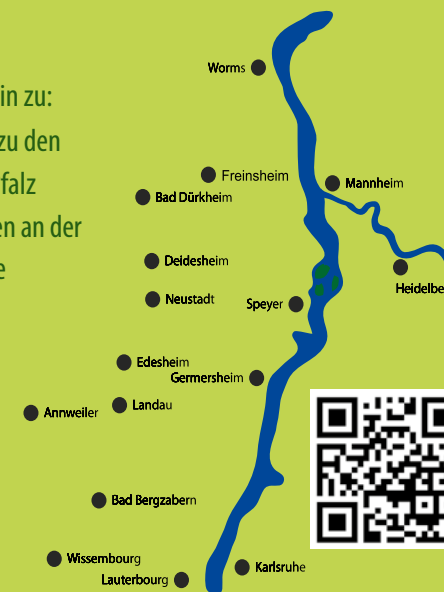 in zu:
zu den
falz
en an der
e
Worms
Freinsheim
Mannheim
Bad Dürkheim
Deidesheim
Heidelbe
Neustadt
Speyer
Edesheim
Germersheim
Annweiler
Landau
Bad Bergzabern
Wissembourg
Karlsruhe
Lauterbourg